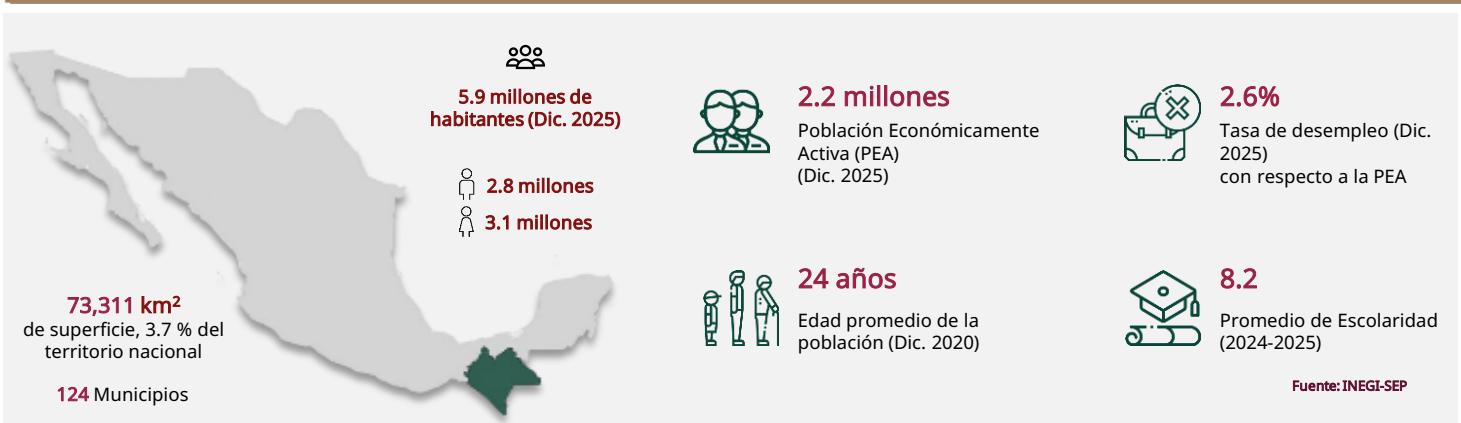 5.9 millones de
habitantes (Dic. 2025)
2.8 millones
3.1 millones
73,311 km²
de superficie, 3.7 % del
territorio nacional
124 Municipios
2.2 millones
Población Económicamente
Activa (PEA)
(Dic. 2025)
2.6%
Tasa de desempleo (Dic.
2025)
con respecto a la PEA
24 años
Edad promedio de la
población (Dic. 2020)
8.2
Promedio de Escolaridad
(2024-2025)
Fuente: INEGI-SEP